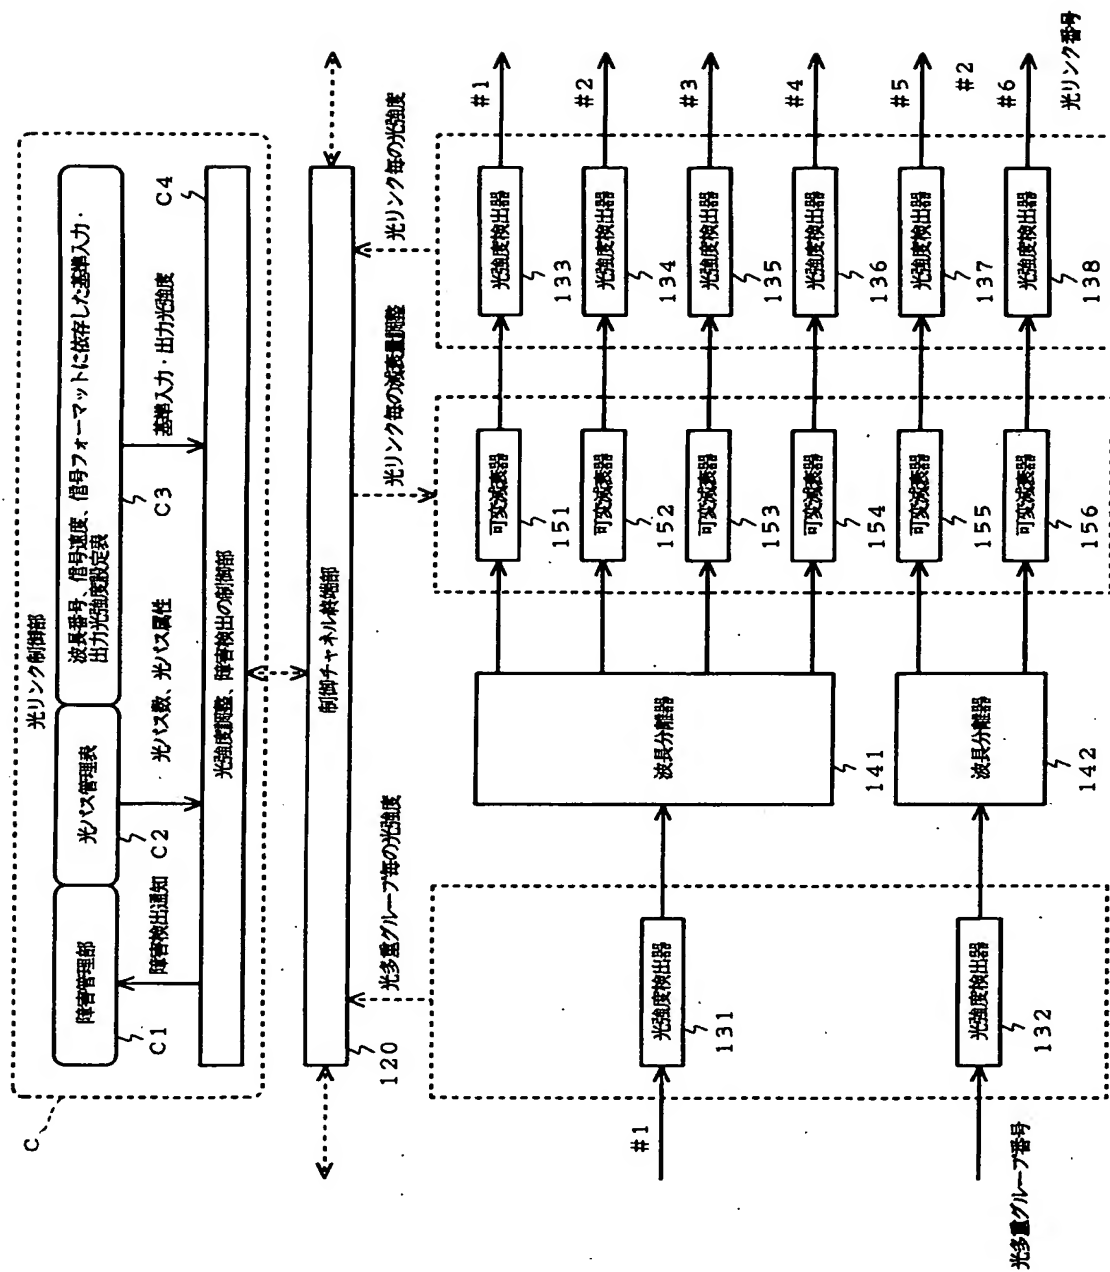 光リンク制御部
C
障害管理部
光パス管理表
波長番号、信号速度、信号フォーマットに依存した基準入力・
出力光強度設定表
C1
障害検出通知
C2
光パス数、光パス属性
C3
基準入力・出力光強度
C4
光強度調整、障害検出の制御部
制御チャネル終端部
120
光多重グループ毎の光強度
光リンク毎の減衰量調整
光リンク毎の光強度
#1
光強度検出器
131
波長分離器
141
可変減衰器
151
光強度検出器
133
#1
可変減衰器
152
光強度検出器
134
#2
可変減衰器
153
光強度検出器
135
#3
可変減衰器
154
光強度検出器
136
#4
光強度検出器
132
波長分離器
142
可変減衰器
155
光強度検出器
137
#5
#2
可変減衰器
156
光強度検出器
138
#6
光多重グループ番号
光リンク番号